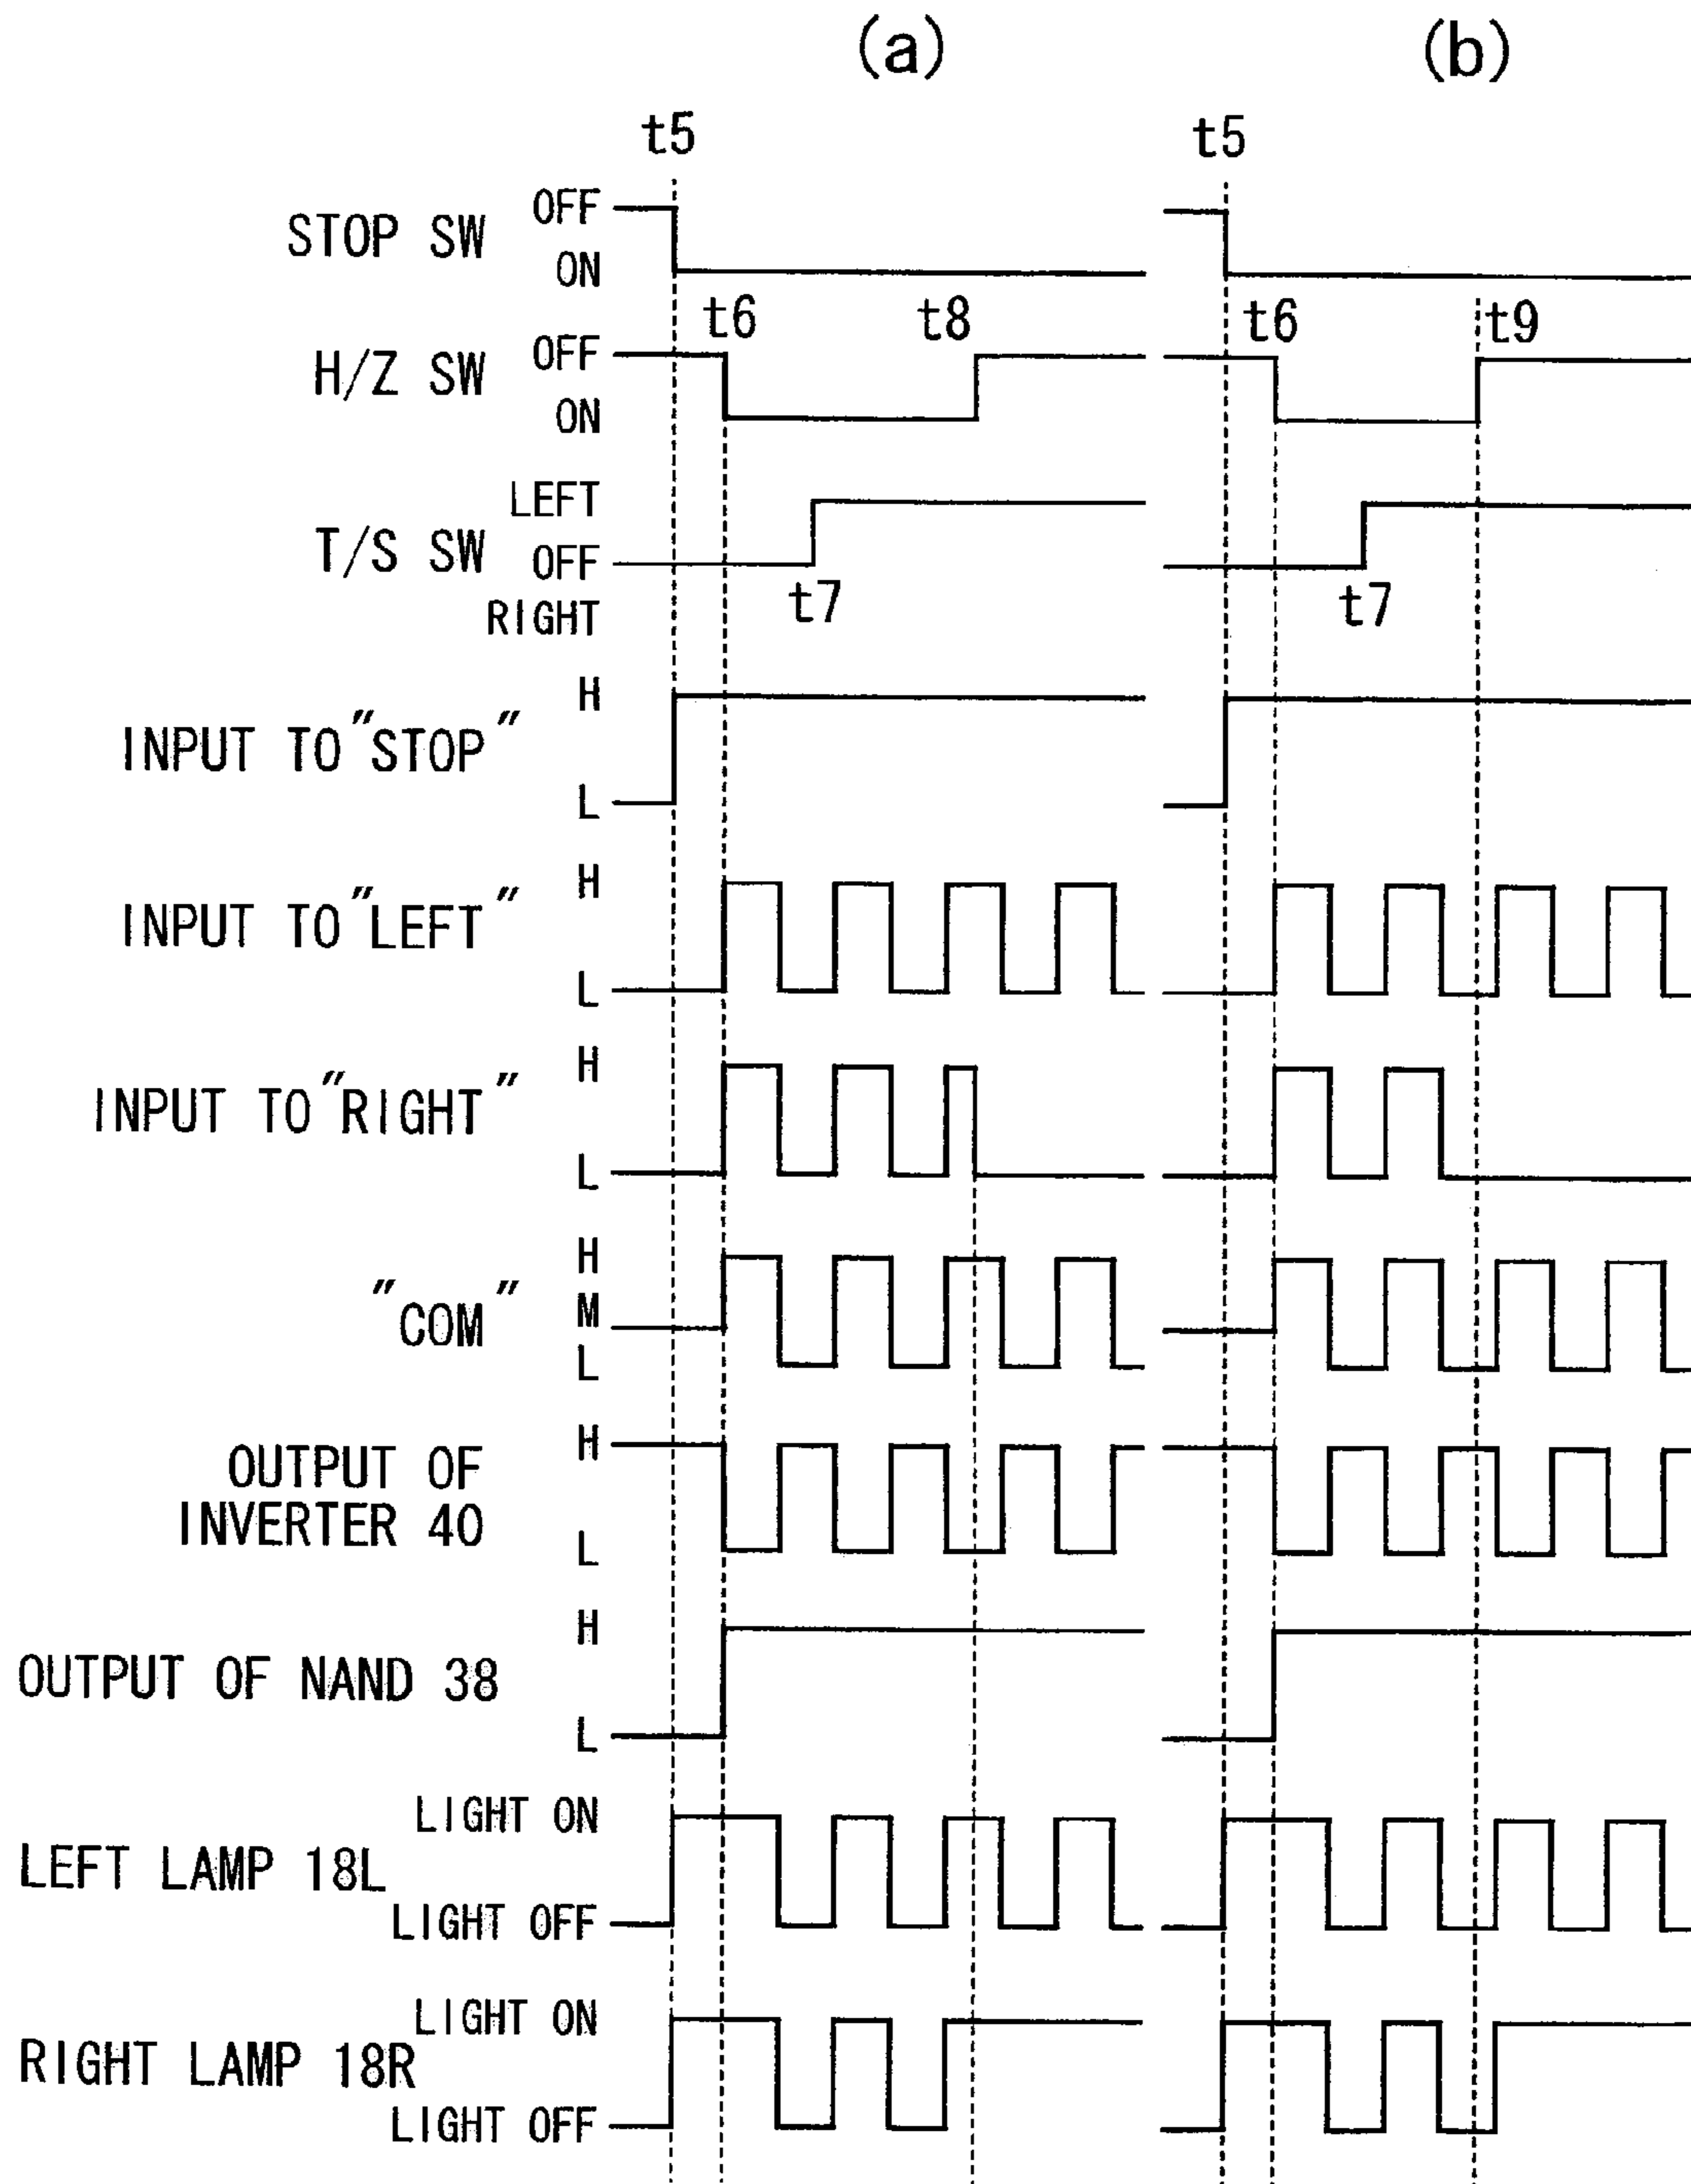 (a) (b)
t5 t5
STOP SW OFF
ON
t6 t8 t6 t9
H/Z SW OFF
ON
LEFT
T/S SW OFF
RIGHT t7 t7
H
INPUT TO "STOP"
L
H
INPUT TO "LEFT"
L
H
INPUT TO "RIGHT"
L
H
"COM" M
L
H
OUTPUT OF
INVERTER 40
L
H
OUTPUT OF NAND 38
L
LIGHT ON
LEFT LAMP 18L
LIGHT OFF
LIGHT ON
RIGHT LAMP 18R
LIGHT OFF